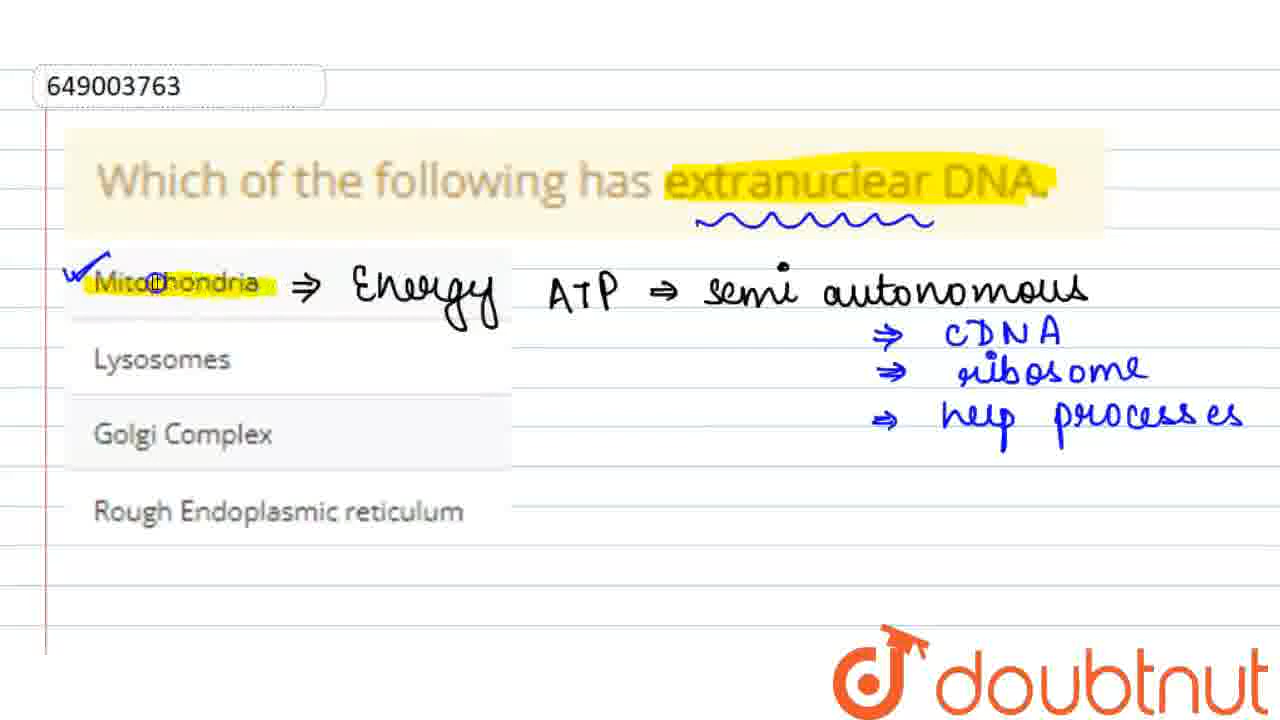 649003763
Which of the following has extranuclear DNA.
Mitochondria ⇒ Energy ATP ⇒ semi autonomous
⇒ CDNA
Lysosomes
⇒ ribosome
⇒ help processes
Golgi Complex
Rough Endoplasmic reticulum
doubtnut